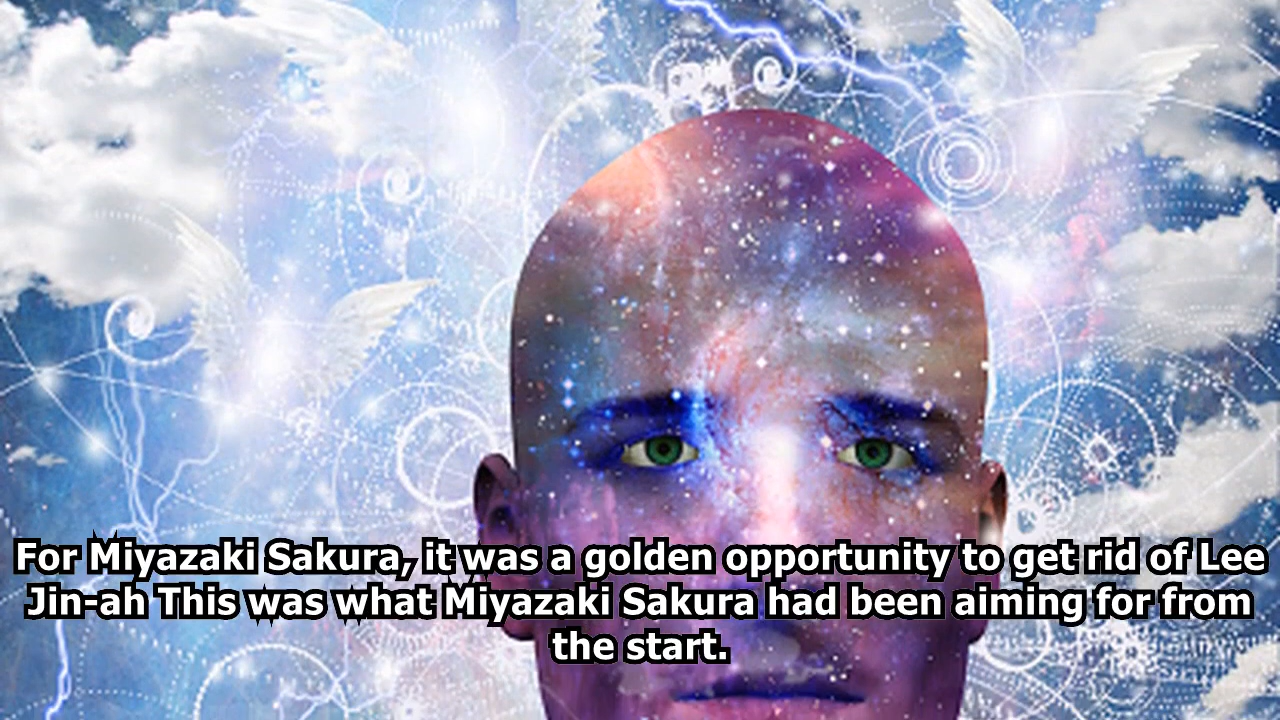 For Miyazaki Sakura, it was a golden opportunity to get rid of Lee
Jin-ah This was what Miyazaki Sakura had been aiming for from
the start.